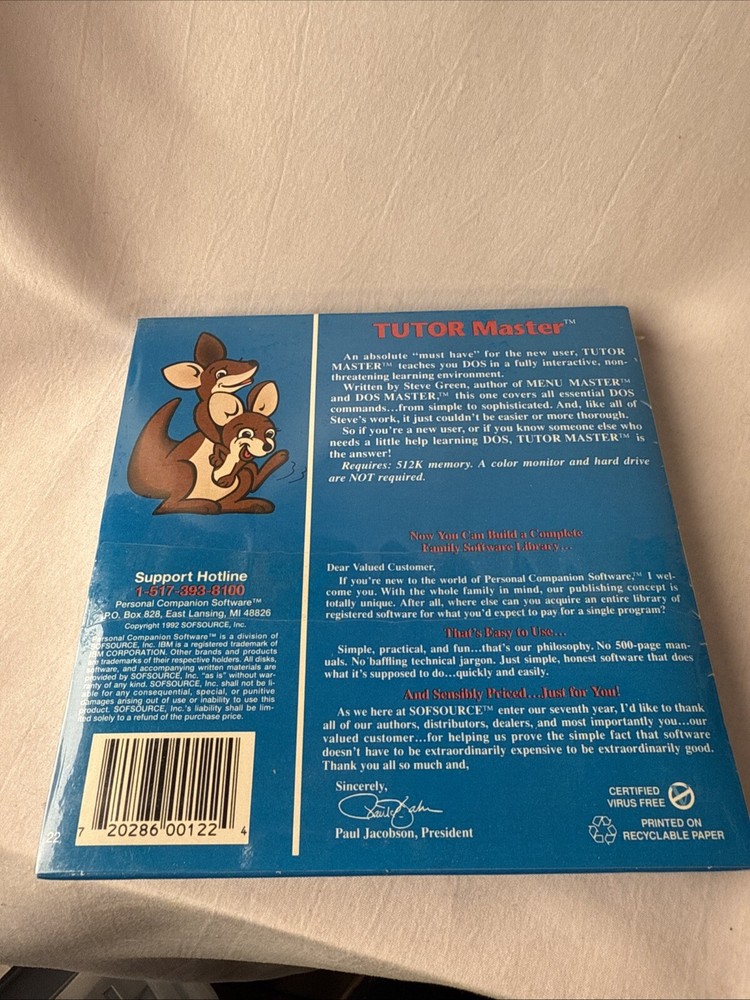 TUTOR Master™
An absolute "must have" for the new user, TUTOR
MASTER™ teaches you DOS in a fully interactive, non-
threatening learning environment.
Written by Steve Green, author of MENU MASTER™
and DOS MASTER,™ this one covers all essential DOS
commands...from simple to sophisticated. And, like all of
Steve's work, it just couldn't be easier or more thorough.
So if you're a new user, or if you know someone else who
needs a little help learning DOS, TUTOR MASTER™ is
the answer!
Requires: 512K memory. A color monitor and hard drive
are NOT required.
Now You Can Build a Complete
Family Software Library...
Dear Valued Customer,
If you're new to the world of Personal Companion Software,™ I wel-
come you. With the whole family in mind, our publishing concept is
totally unique. After all, where else can you acquire an entire library of
registered software for what you'd expect to pay for a single program?
That's Easy to Use...
Simple, practical, and fun...that's our philosophy. No 500-page man-
uals. No baffling technical jargon. Just simple, honest software that does
what it's supposed to do...quickly and easily.
And Sensibly Priced...Just for You!
As we here at SOFSOURCE™ enter our seventh year, I'd like to thank
all of our authors, distributors, dealers, and most importantly you...our
valued customer...for helping us prove the simple fact that software
doesn't have to be extraordinarily expensive to be extraordinarily good.
Thank you all so much and,
Sincerely,
Paul Jacobson, President
CERTIFIED
VIRUS FREE
PRINTED ON
RECYCLABLE PAPER
Support Hotline
1-517-393-8100
Personal Companion Software™
P.O. Box 828, East Lansing, MI 48826
Copyright 1992 SOFSOURCE, Inc.
Personal Companion Software™ is a division of
SOFSOURCE, Inc. IBM is a registered trademark of
IBM CORPORATION. Other brands and products
are trademarks of their respective holders. All disks,
software, and accompanying written materials are
provided by SOFSOURCE, Inc. "as is" without war-
ranty of any kind. SOFSOURCE, Inc. shall not be li-
able for any consequential, special, or punitive
damages arising out of use or inability to use this
product. SOFSOURCE, Inc.'s liability shall be lim-
ited solely to a refund of the purchase price.
22
7 20286 00122 4